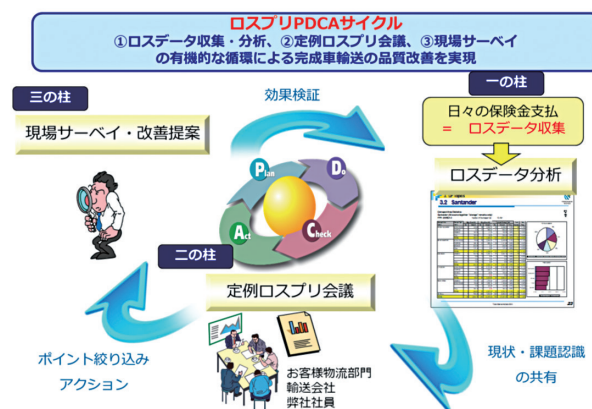 ロスプリPDCAサイクル
①ロスデータ収集・分析、②定例ロスプリ会議、③現場サーベイ
の有機的な循環による完成車輸送の品質改善を実現
三の柱
現場サーベイ・改善提案
効果検証
一の柱
日々の保険金支払
= ロスデータ収集
ロスデータ分析
3.2 Santander
Plan
Do
Act
Check
二の柱
定例ロスプリ会議
お客様物流部門
輸送会社
弊社社員
ポイント絞り込み
アクション
現状・課題認識
の共有